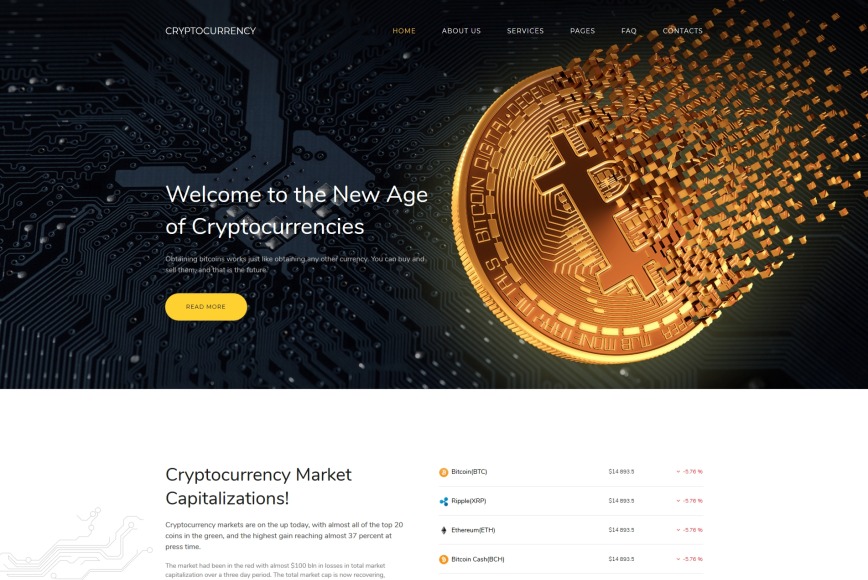 CRYPTOCURRENCY
HOME ABOUT US SERVICES PAGES FAQ CONTACTS
BITCOIN DIGITAL DECENT
Welcome to the New Age
of Cryptocurrencies
Obtaining bitcoins works just like obtaining any other currency. You can buy and
sell them, and that is the future.
READ MORE
Cryptocurrency Market
Capitalizations!
Cryptocurrency markets are on the up today, with almost all of the top 20
coins in the green, and the highest gain reaching almost 37 percent at
press time.
The market had been in the red with almost $100 bln in losses in total market
capitalization over a three day period. The total market cap is now recovering,
Bitcoin(BTC) $14 693.5 -5.76 %
Ripple(XRP) $14 693.5 -5.76 %
Ethereum(ETH) $14 693.5 -5.76 %
Bitcoin Cash(BCH) $14 693.5 -5.76 %